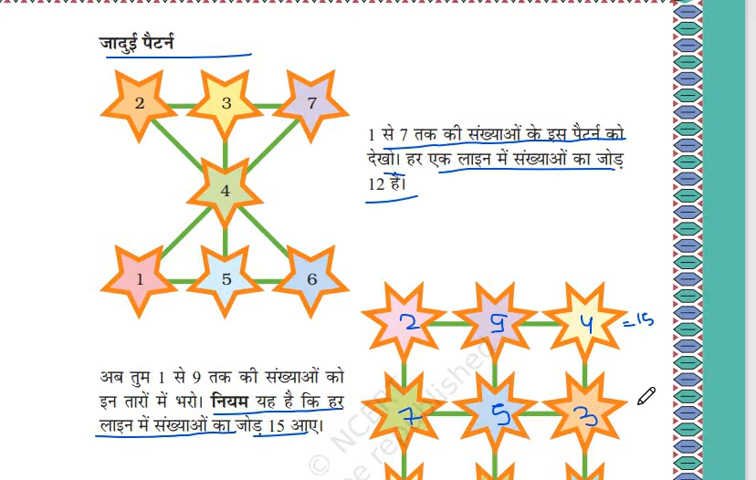 जादुई पैटर्न
2 3 7
1 से 7 तक की संख्याओं के इस पैटर्न को
देखो। हर एक लाइन में संख्याओं का जोड़
12 है।
4
1 5 6
2 9 4 =15
अब तुम 1 से 9 तक की संख्याओं को
इन तारों में भरो। नियम यह है कि हर
लाइन में संख्याओं का जोड़ 15 आए।
7 5 3